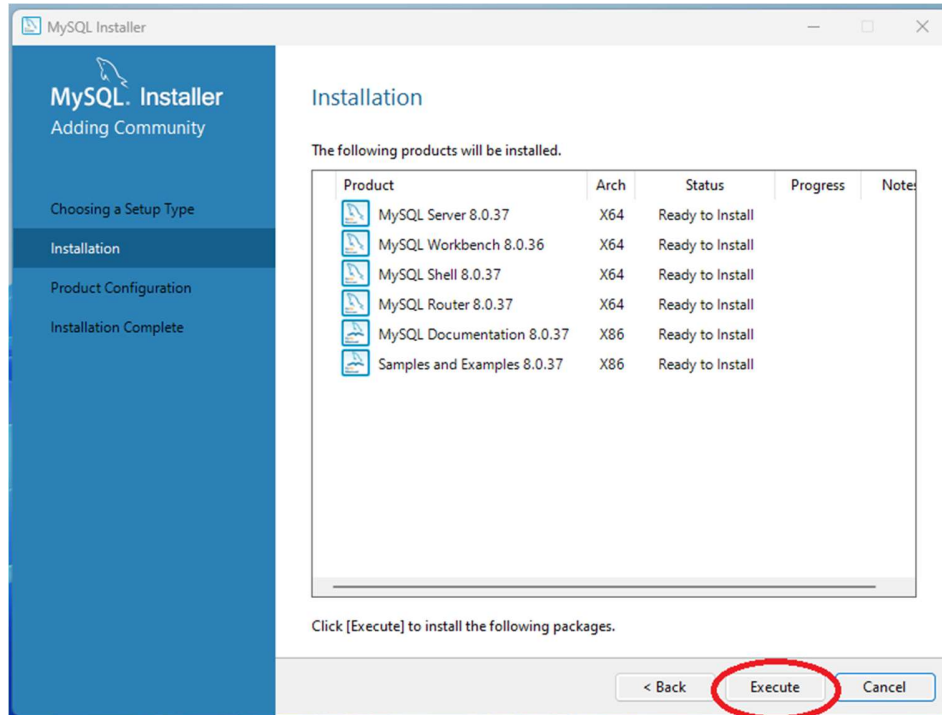 MySQL Installer
MySQL. Installer
Adding Community
Choosing a Setup Type
Installation
Product Configuration
Installation Complete
Installation
The following products will be installed.
Product Arch Status Progress Notes
MySQL Server 8.0.37 X64 Ready to Install
MySQL Workbench 8.0.36 X64 Ready to Install
MySQL Shell 8.0.37 X64 Ready to Install
MySQL Router 8.0.37 X64 Ready to Install
MySQL Documentation 8.0.37 X86 Ready to Install
Samples and Examples 8.0.37 X86 Ready to Install
Click [Execute] to install the following packages.
< Back Execute Cancel